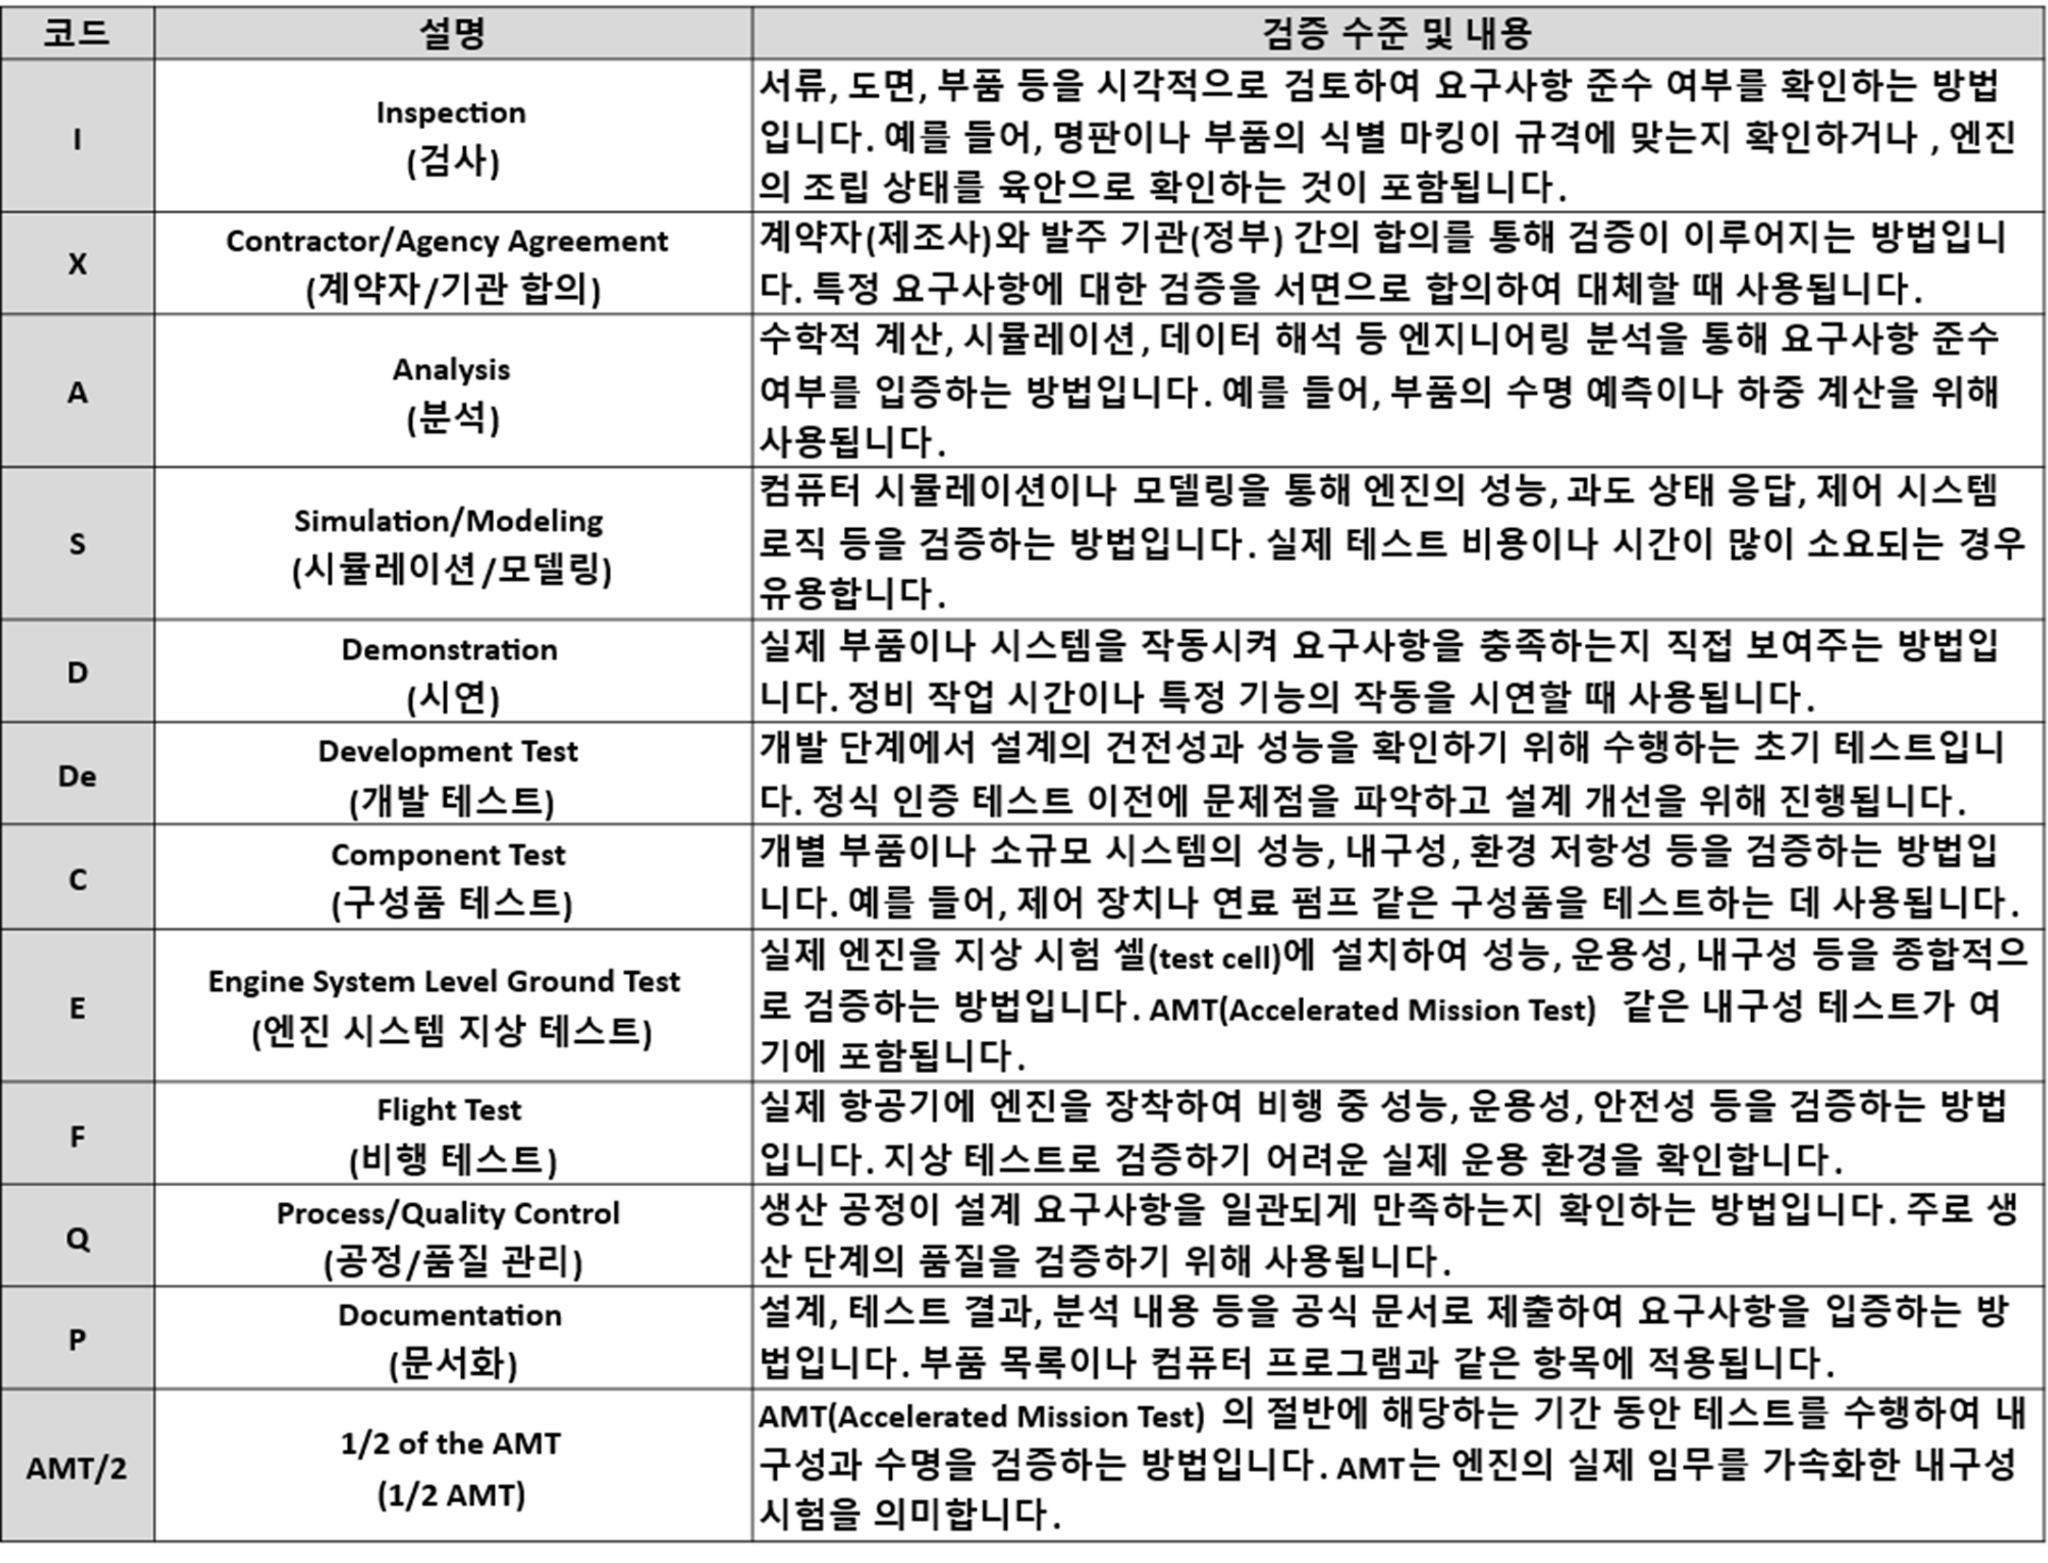 코드 설명 검증 수준 및 내용
I
Inspection
(검사)
서류, 도면, 부품 등을 시각적으로 검토하여 요구사항 준수 여부를 확인하는 방법
입니다. 예를 들어, 명판이나 부품의 식별 마킹이 규격에 맞는지 확인하거나 , 엔진
의 조립 상태를 육안으로 확인하는 것이 포함됩니다.
X
Contractor/Agency Agreement
(계약자/기관 합의)
계약자(제조사)와 발주 기관(정부) 간의 합의를 통해 검증이 이루어지는 방법입니
다. 특정 요구사항에 대한 검증을 서면으로 합의하여 대체할 때 사용됩니다.
A
Analysis
(분석)
수학적 계산, 시뮬레이션, 데이터 해석 등 엔지니어링 분석을 통해 요구사항 준수
여부를 입증하는 방법입니다. 예를 들어, 부품의 수명 예측이나 하중 계산을 위해
사용됩니다.
S
Simulation/Modeling
(시뮬레이션/모델링)
컴퓨터 시뮬레이션이나 모델링을 통해 엔진의 성능, 과도 상태 응답, 제어 시스템
로직 등을 검증하는 방법입니다. 실제 테스트 비용이나 시간이 많이 소요되는 경우
유용합니다.
D
Demonstration
(시연)
실제 부품이나 시스템을 작동시켜 요구사항을 충족하는지 직접 보여주는 방법입
니다. 정비 작업 시간이나 특정 기능의 작동을 시연할 때 사용됩니다.
De
Development Test
(개발 테스트)
개발 단계에서 설계의 건전성과 성능을 확인하기 위해 수행하는 초기 테스트입니
다. 정식 인증 테스트 이전에 문제점을 파악하고 설계 개선을 위해 진행됩니다.
C
Component Test
(구성품 테스트)
개별 부품이나 소규모 시스템의 성능, 내구성, 환경 저항성 등을 검증하는 방법입
니다. 예를 들어, 제어 장치나 연료 펌프 같은 구성품을 테스트하는 데 사용됩니다.
E
Engine System Level Ground Test
(엔진 시스템 지상 테스트)
실제 엔진을 지상 시험 셀(test cell)에 설치하여 성능, 운용성, 내구성 등을 종합적으
로 검증하는 방법입니다. AMT(Accelerated Mission Test) 같은 내구성 테스트가 여
기에 포함됩니다.
F
Flight Test
(비행 테스트)
실제 항공기에 엔진을 장착하여 비행 중 성능, 운용성, 안전성 등을 검증하는 방법
입니다. 지상 테스트로 검증하기 어려운 실제 운용 환경을 확인합니다.
Q
Process/Quality Control
(공정/품질 관리)
생산 공정이 설계 요구사항을 일관되게 만족하는지 확인하는 방법입니다. 주로 생
산 단계의 품질을 검증하기 위해 사용됩니다.
P
Documentation
(문서화)
설계, 테스트 결과, 분석 내용 등을 공식 문서로 제출하여 요구사항을 입증하는 방
법입니다. 부품 목록이나 컴퓨터 프로그램과 같은 항목에 적용됩니다.
AMT/2
1/2 of the AMT
(1/2 AMT)
AMT(Accelerated Mission Test) 의 절반에 해당하는 기간 동안 테스트를 수행하여 내
구성과 수명을 검증하는 방법입니다. AMT는 엔진의 실제 임무를 가속화한 내구성
시험을 의미합니다.